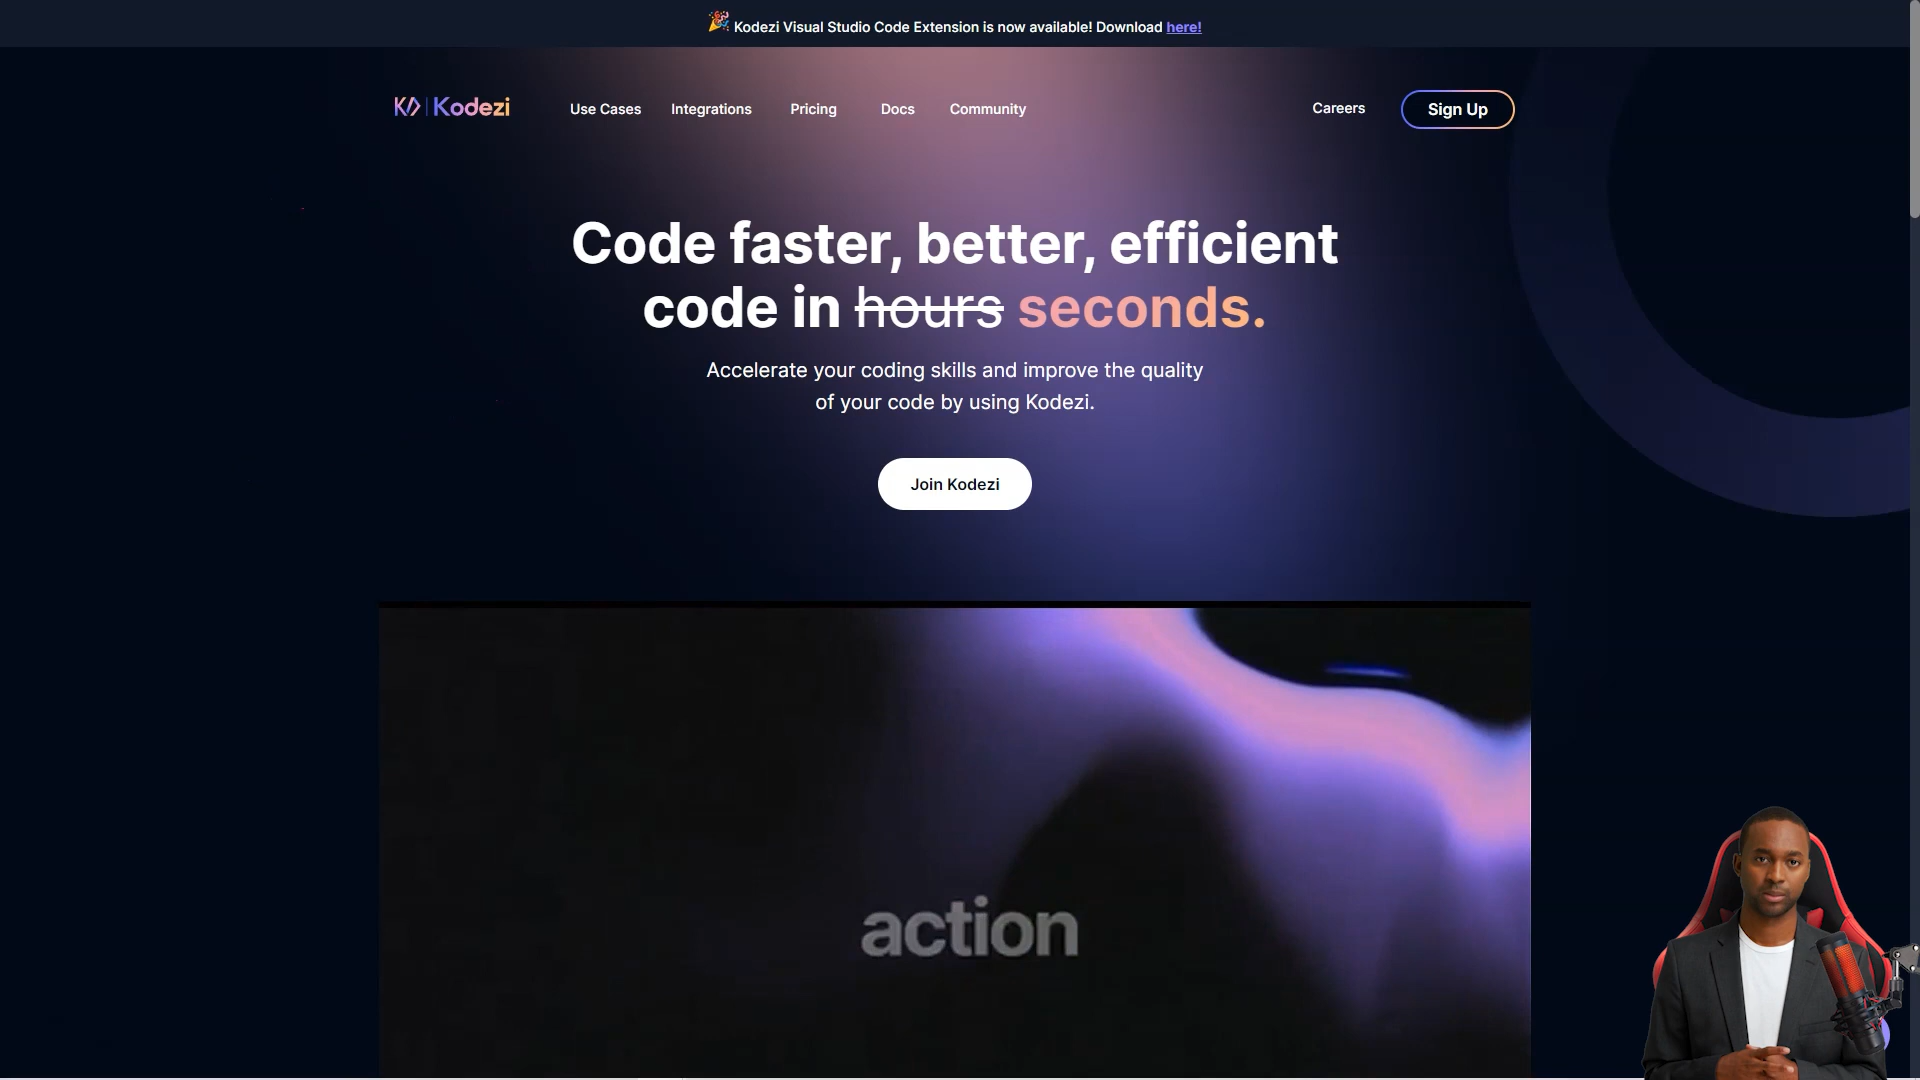 Kodezi Visual Studio Code Extension is now available! Download here!
K/> | Kodezi
Use Cases
Integrations
Pricing
Docs
Community
Careers
Sign Up
Code faster, better, efficient
code in hours seconds.
Accelerate your coding skills and improve the quality
of your code by using Kodezi.
Join Kodezi
action